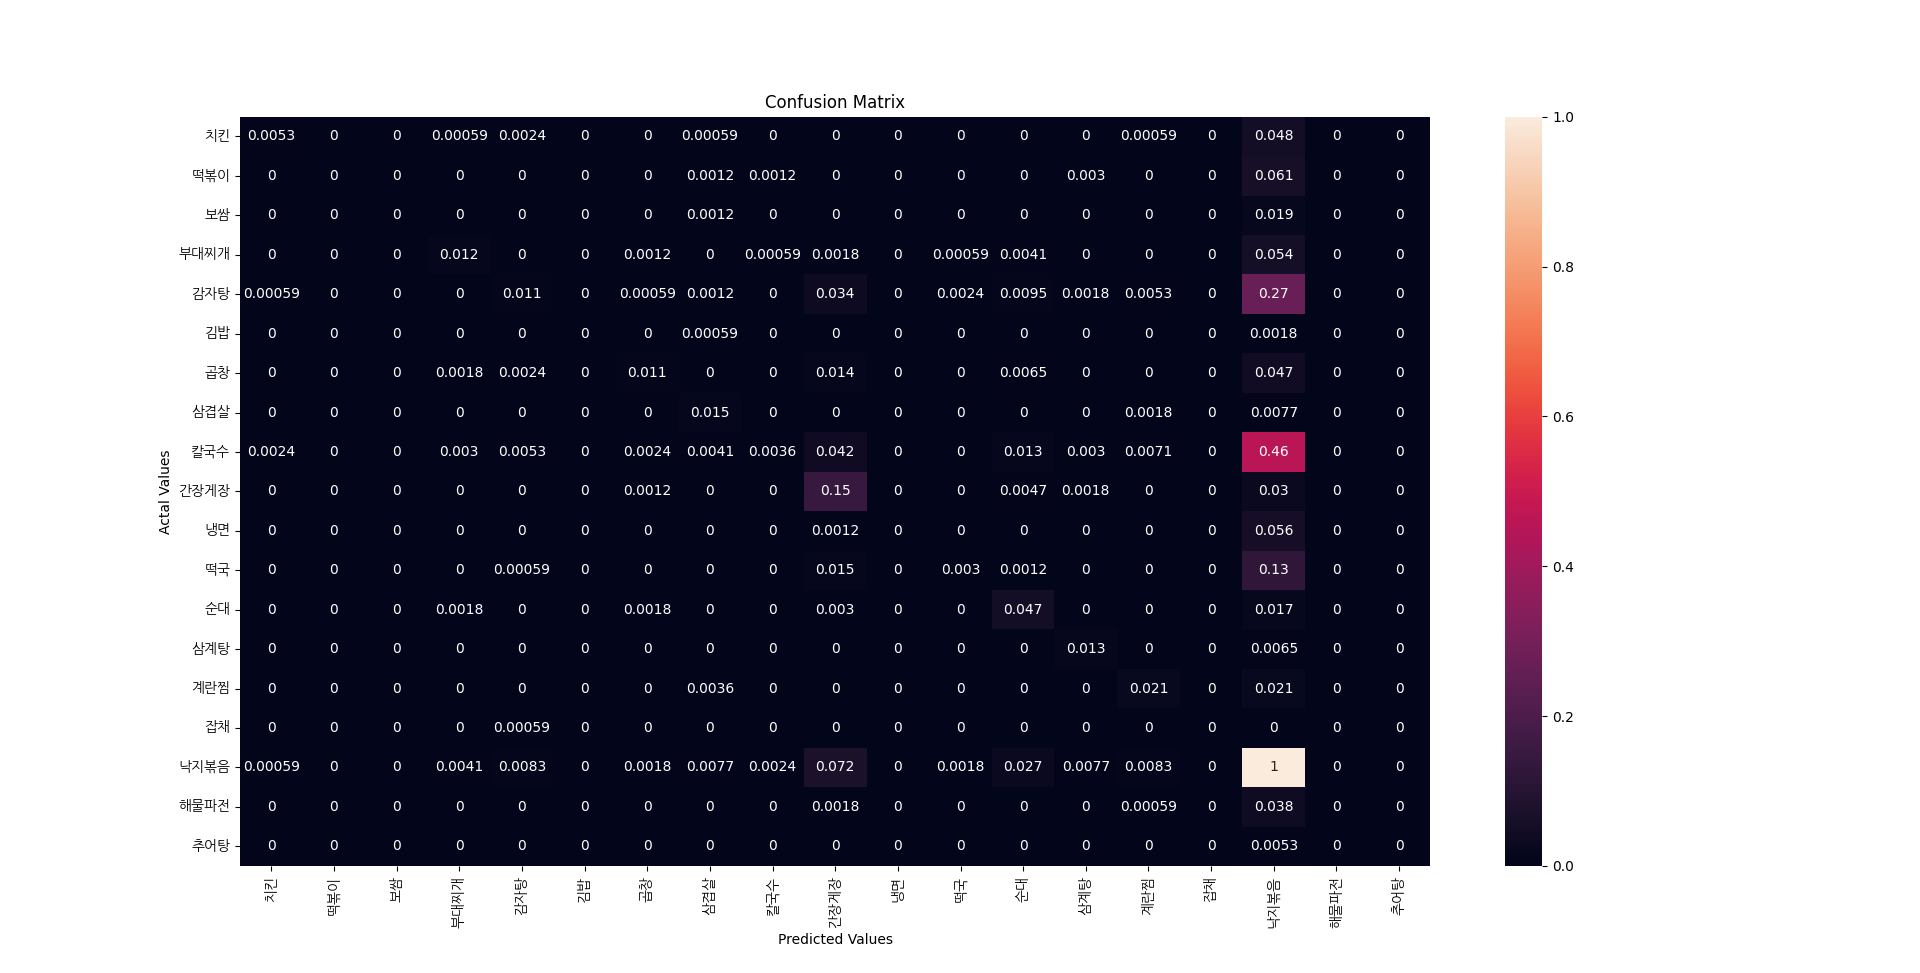 Confusion Matrix
치킨 0.0053 0 0 0.00059 0.0024 0 0 0.00059 0 0 0 0 0 0 0.00059 0 0.048 0 0
떡볶이 0 0 0 0 0 0 0 0.0012 0.0012 0 0 0 0 0.003 0 0 0.061 0 0
보쌈 0 0 0 0 0 0 0 0.0012 0 0 0 0 0 0 0 0 0.019 0 0
부대찌개 0 0 0 0.012 0 0 0.0012 0 0.00059 0.0018 0 0.00059 0.0041 0 0 0 0.054 0 0
감자탕 0.00059 0 0 0 0.011 0 0.00059 0.0012 0 0.034 0 0.0024 0.0095 0.0018 0.0053 0 0.27 0 0
김밥 0 0 0 0 0 0 0 0.00059 0 0 0 0 0 0 0 0 0.0018 0 0
곱창 0 0 0 0.0018 0.0024 0 0.011 0 0 0.014 0 0 0.0065 0 0 0 0.047 0 0
삼겹살 0 0 0 0 0 0 0 0.015 0 0 0 0 0 0 0.0018 0 0.0077 0 0
칼국수 0.0024 0 0 0.003 0.0053 0 0.0024 0.0041 0.0036 0.042 0 0 0.013 0.003 0.0071 0 0.46 0 0
간장게장 0 0 0 0 0 0 0.0012 0 0 0.15 0 0 0.0047 0.0018 0 0 0.03 0 0
냉면 0 0 0 0 0 0 0 0 0 0.0012 0 0 0 0 0 0 0.056 0 0
떡국 0 0 0 0 0.00059 0 0 0 0 0.015 0 0.003 0.0012 0 0 0 0.13 0 0
순대 0 0 0 0.0018 0 0 0.0018 0 0 0.003 0 0 0.047 0 0 0 0.017 0 0
삼계탕 0 0 0 0 0 0 0 0 0 0 0 0 0 0.013 0 0 0.0065 0 0
계란찜 0 0 0 0 0 0 0 0.0036 0 0 0 0 0 0 0.021 0 0.021 0 0
잡채 0 0 0 0 0.00059 0 0 0 0 0 0 0 0 0 0 0 0 0 0
낙지볶음 0.00059 0 0 0.0041 0.0083 0 0.0018 0.0077 0.0024 0.072 0 0.0018 0.027 0.0077 0.0083 0 1 0 0
해물파전 0 0 0 0 0 0 0 0 0 0.0018 0 0 0 0 0.00059 0 0.038 0 0
추어탕 0 0 0 0 0 0 0 0 0 0 0 0 0 0 0 0 0.0053 0 0
치킨 떡볶이 보쌈 부대찌개 감자탕 김밥 곱창 삼겹살 칼국수 간장게장 냉면 떡국 순대 삼계탕 계란찜 잡채 낙지볶음 해물파전 추어탕
Predicted Values
Actal Values
1.0
0.8
0.6
0.4
0.2
0.0